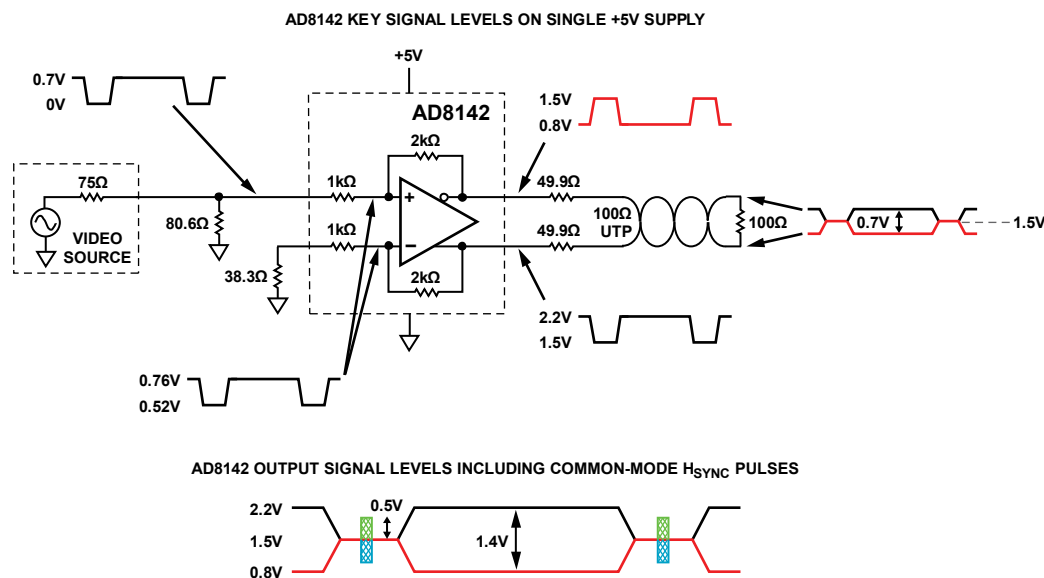 AD8142 KEY SIGNAL LEVELS ON SINGLE +5V SUPPLY
+5V
0.7V
0V
AD8142
1.5V
0.8V
2kΩ
75Ω
1kΩ
49.9Ω
80.6Ω
VIDEO
SOURCE
+
1kΩ
−
100Ω
UTP
49.9Ω
100Ω
0.7V
1.5V
38.3Ω
2kΩ
2.2V
1.5V
0.76V
0.52V
AD8142 OUTPUT SIGNAL LEVELS INCLUDING COMMON-MODE HSYNC PULSES
2.2V
0.5V
1.5V
1.4V
0.8V